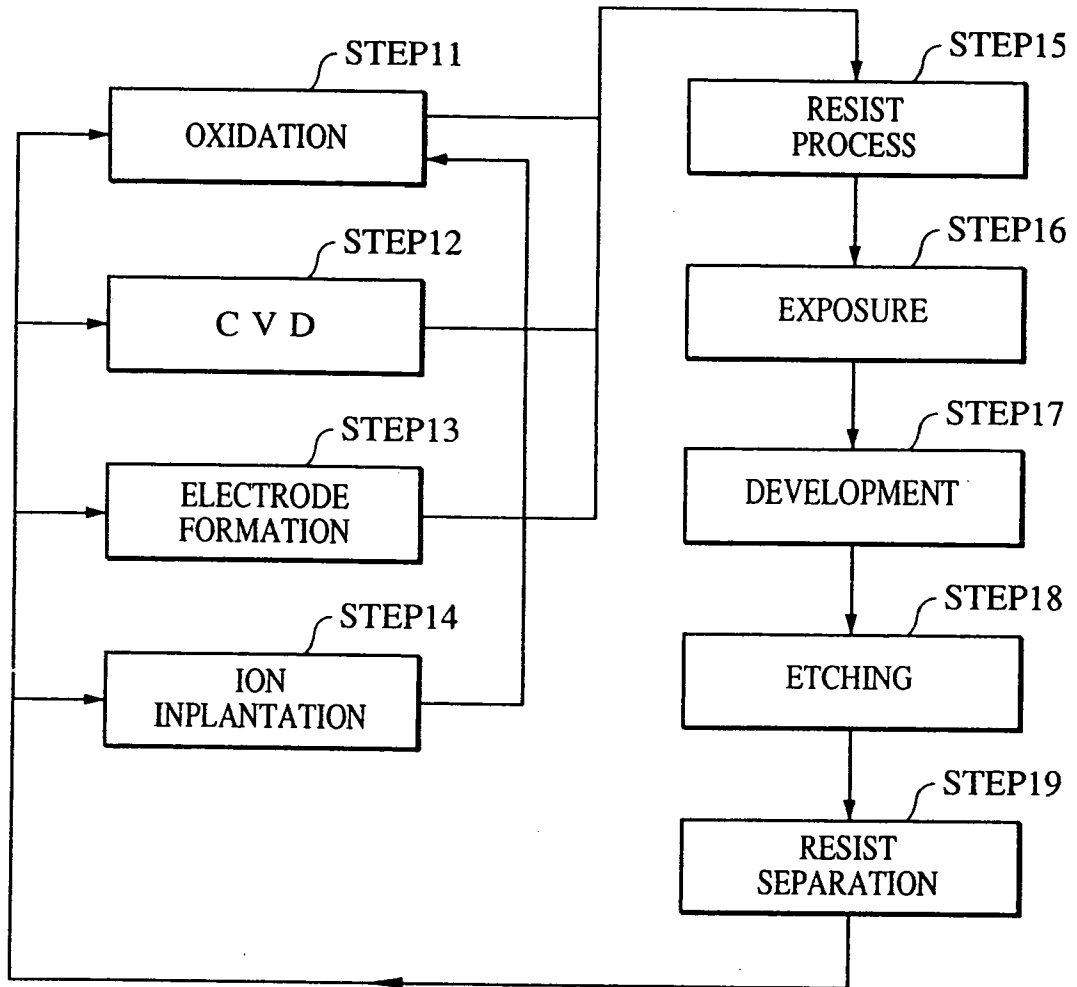 STEP11
OXIDATION
STEP12
C V D
STEP13
ELECTRODE
FORMATION
STEP14
ION
INPLANTATION
STEP15
RESIST
PROCESS
STEP16
EXPOSURE
STEP17
DEVELOPMENT
STEP18
ETCHING
STEP19
RESIST
SEPARATION